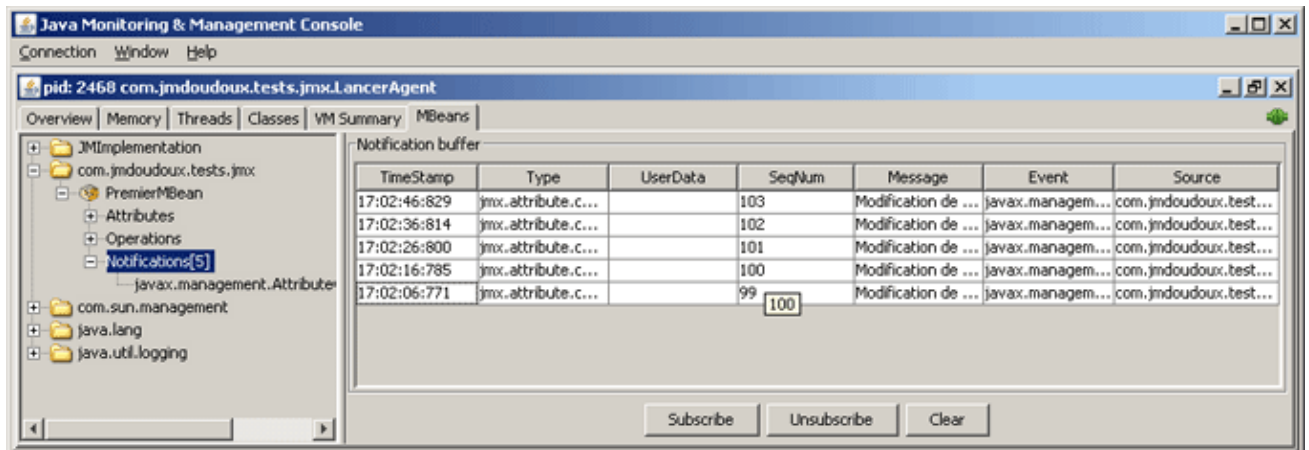 Java Monitoring & Management Console
Connection Window Help
pid: 2468 com.jmdoudoux.tests.jmx.LancerAgent
Overview Memory Threads Classes VM Summary MBeans
JMImplementation
com.jmdoudoux.tests.jmx
PremierMBean
Attributes
Operations
Notifications[5]
javax.management.Attribute
com.sun.management
java.lang
java.util.logging
Notification buffer
TimeStamp Type UserData SeqNum Message Event Source
17:02:46:829 jmx.attribute.c... 103 Modification de ... javax.managem... com.jmdoudoux.test...
17:02:36:814 jmx.attribute.c... 102 Modification de ... javax.managem... com.jmdoudoux.test...
17:02:26:800 jmx.attribute.c... 101 Modification de ... javax.managem... com.jmdoudoux.test...
17:02:16:785 jmx.attribute.c... 100 Modification de ... javax.managem... com.jmdoudoux.test...
17:02:06:771 jmx.attribute.c... 99 Modification de ... javax.managem... com.jmdoudoux.test...
100
Subscribe Unsubscribe Clear